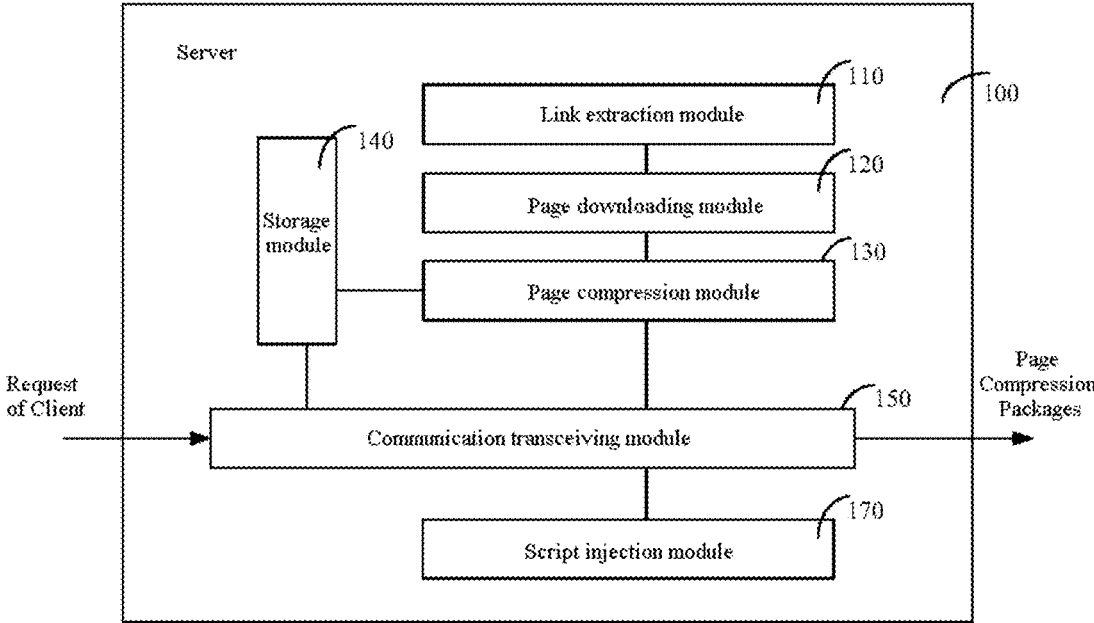 Server
110
Link extraction module
100
140
120
Storage
module
Page downloading module
130
Page compression module
Request
of Client
Page
Compression
Packages
150
Communication transceiving module
170
Script injection module